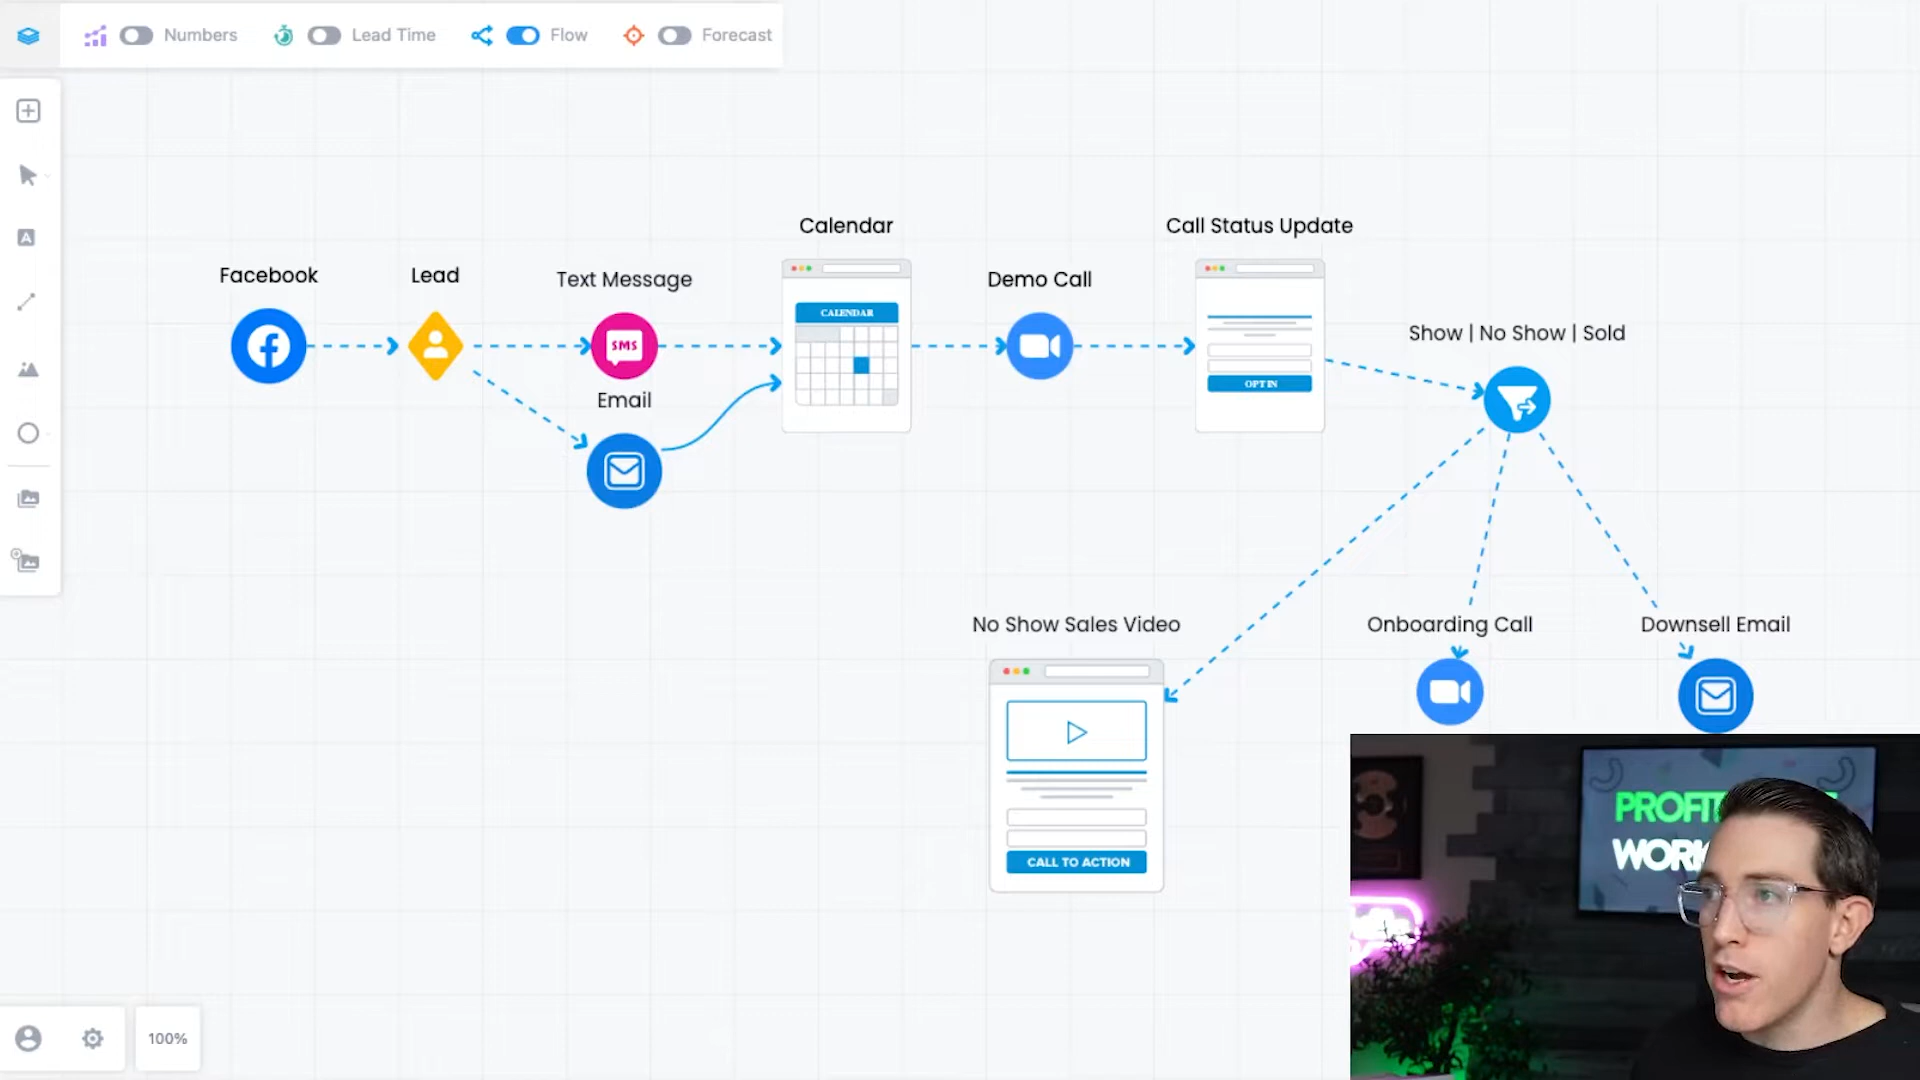 Numbers
Lead Time
Flow
Forecast
A
Calendar
Call Status Update
Facebook
Lead
Text Message
Demo Call
CALENDAR
SMS
Show | No Show | Sold
OPT IN
Email
No Show Sales Video
Onboarding Call
Downsell Email
CALL TO ACTION
100%